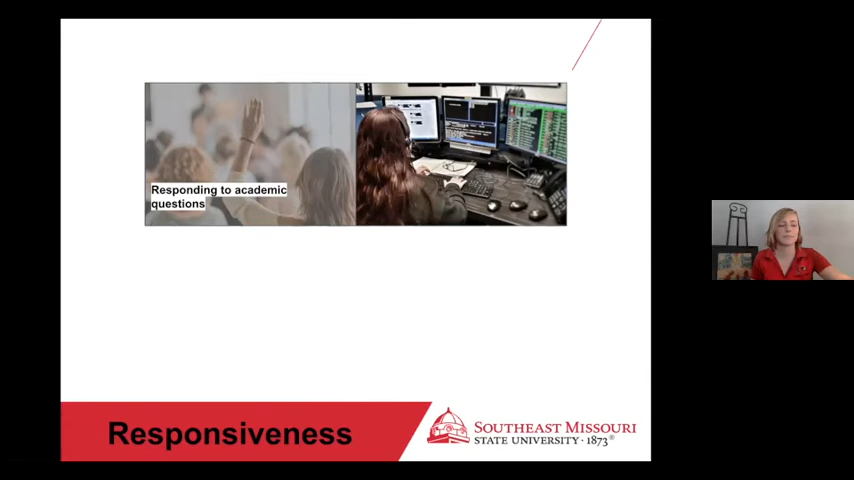 Responding to academic
questions
Responsiveness
SOUTHEAST MISSOURI
STATE UNIVERSITY · 1873®